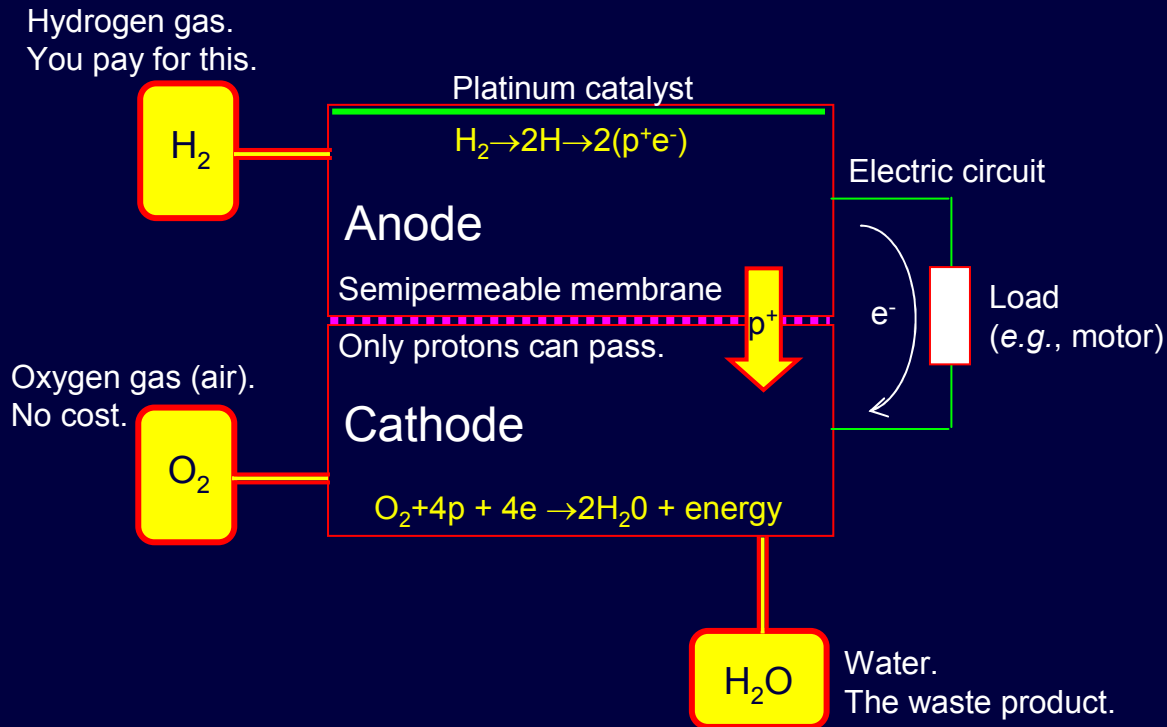 Hydrogen gas.
You pay for this.
H₂
Platinum catalyst
H₂→2H→2(p⁺e⁻)
Electric circuit
Anode
Semipermeable membrane
p⁺
e⁻
Load
(e.g., motor)
Only protons can pass.
Oxygen gas (air).
No cost.
O₂
Cathode
O₂+4p + 4e →2H₂0 + energy
H₂O
Water.
The waste product.